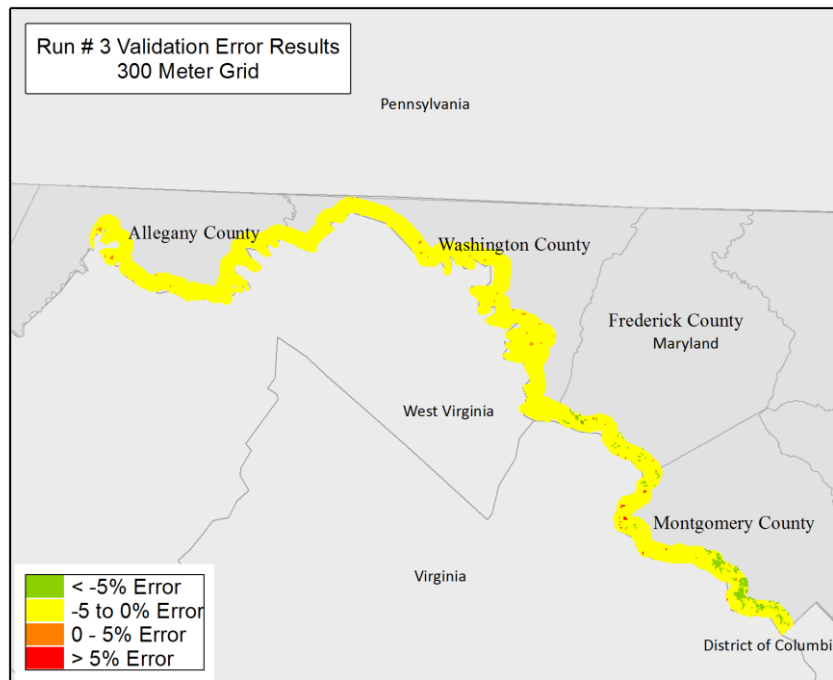 Run # 3 Validation Error Results
300 Meter Grid
Pennsylvania
Allegany County
Washington County
Frederick County
Maryland
West Virginia
Montgomery County
Virginia
District of Columbi
< -5% Error
-5 to 0% Error
0 - 5% Error
> 5% Error